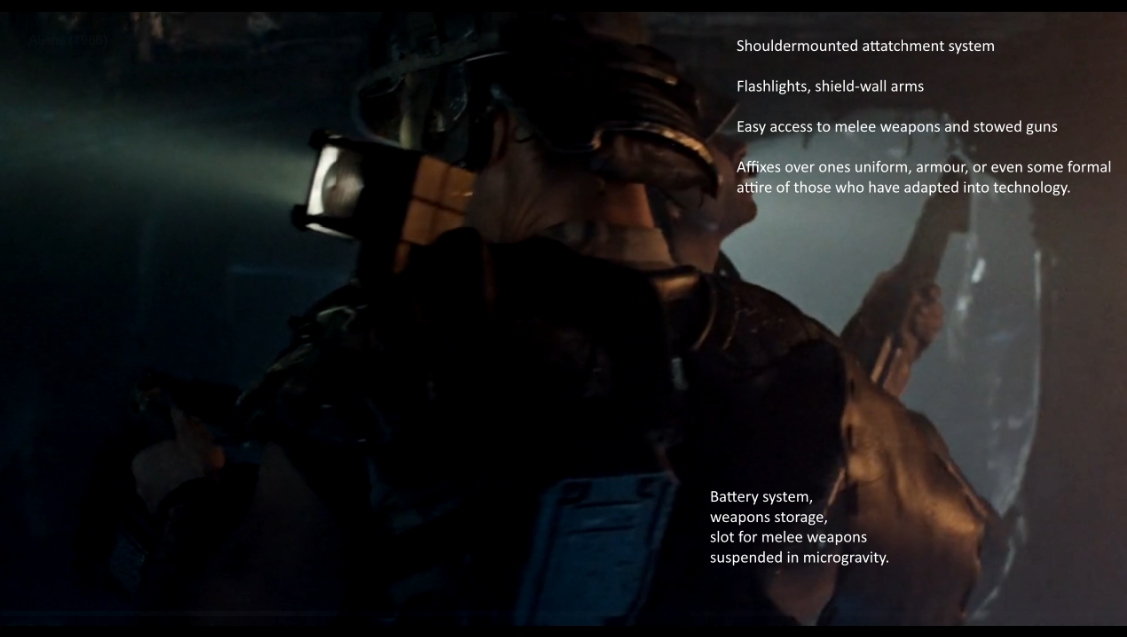 Shouldermounted attatchment system
Flashlights, shield-wall arms
Easy access to melee weapons and stowed guns
Affixes over ones uniform, armour, or even some formal
attire of those who have adapted into technology.
Battery system,
weapons storage,
slot for melee weapons
suspended in microgravity.